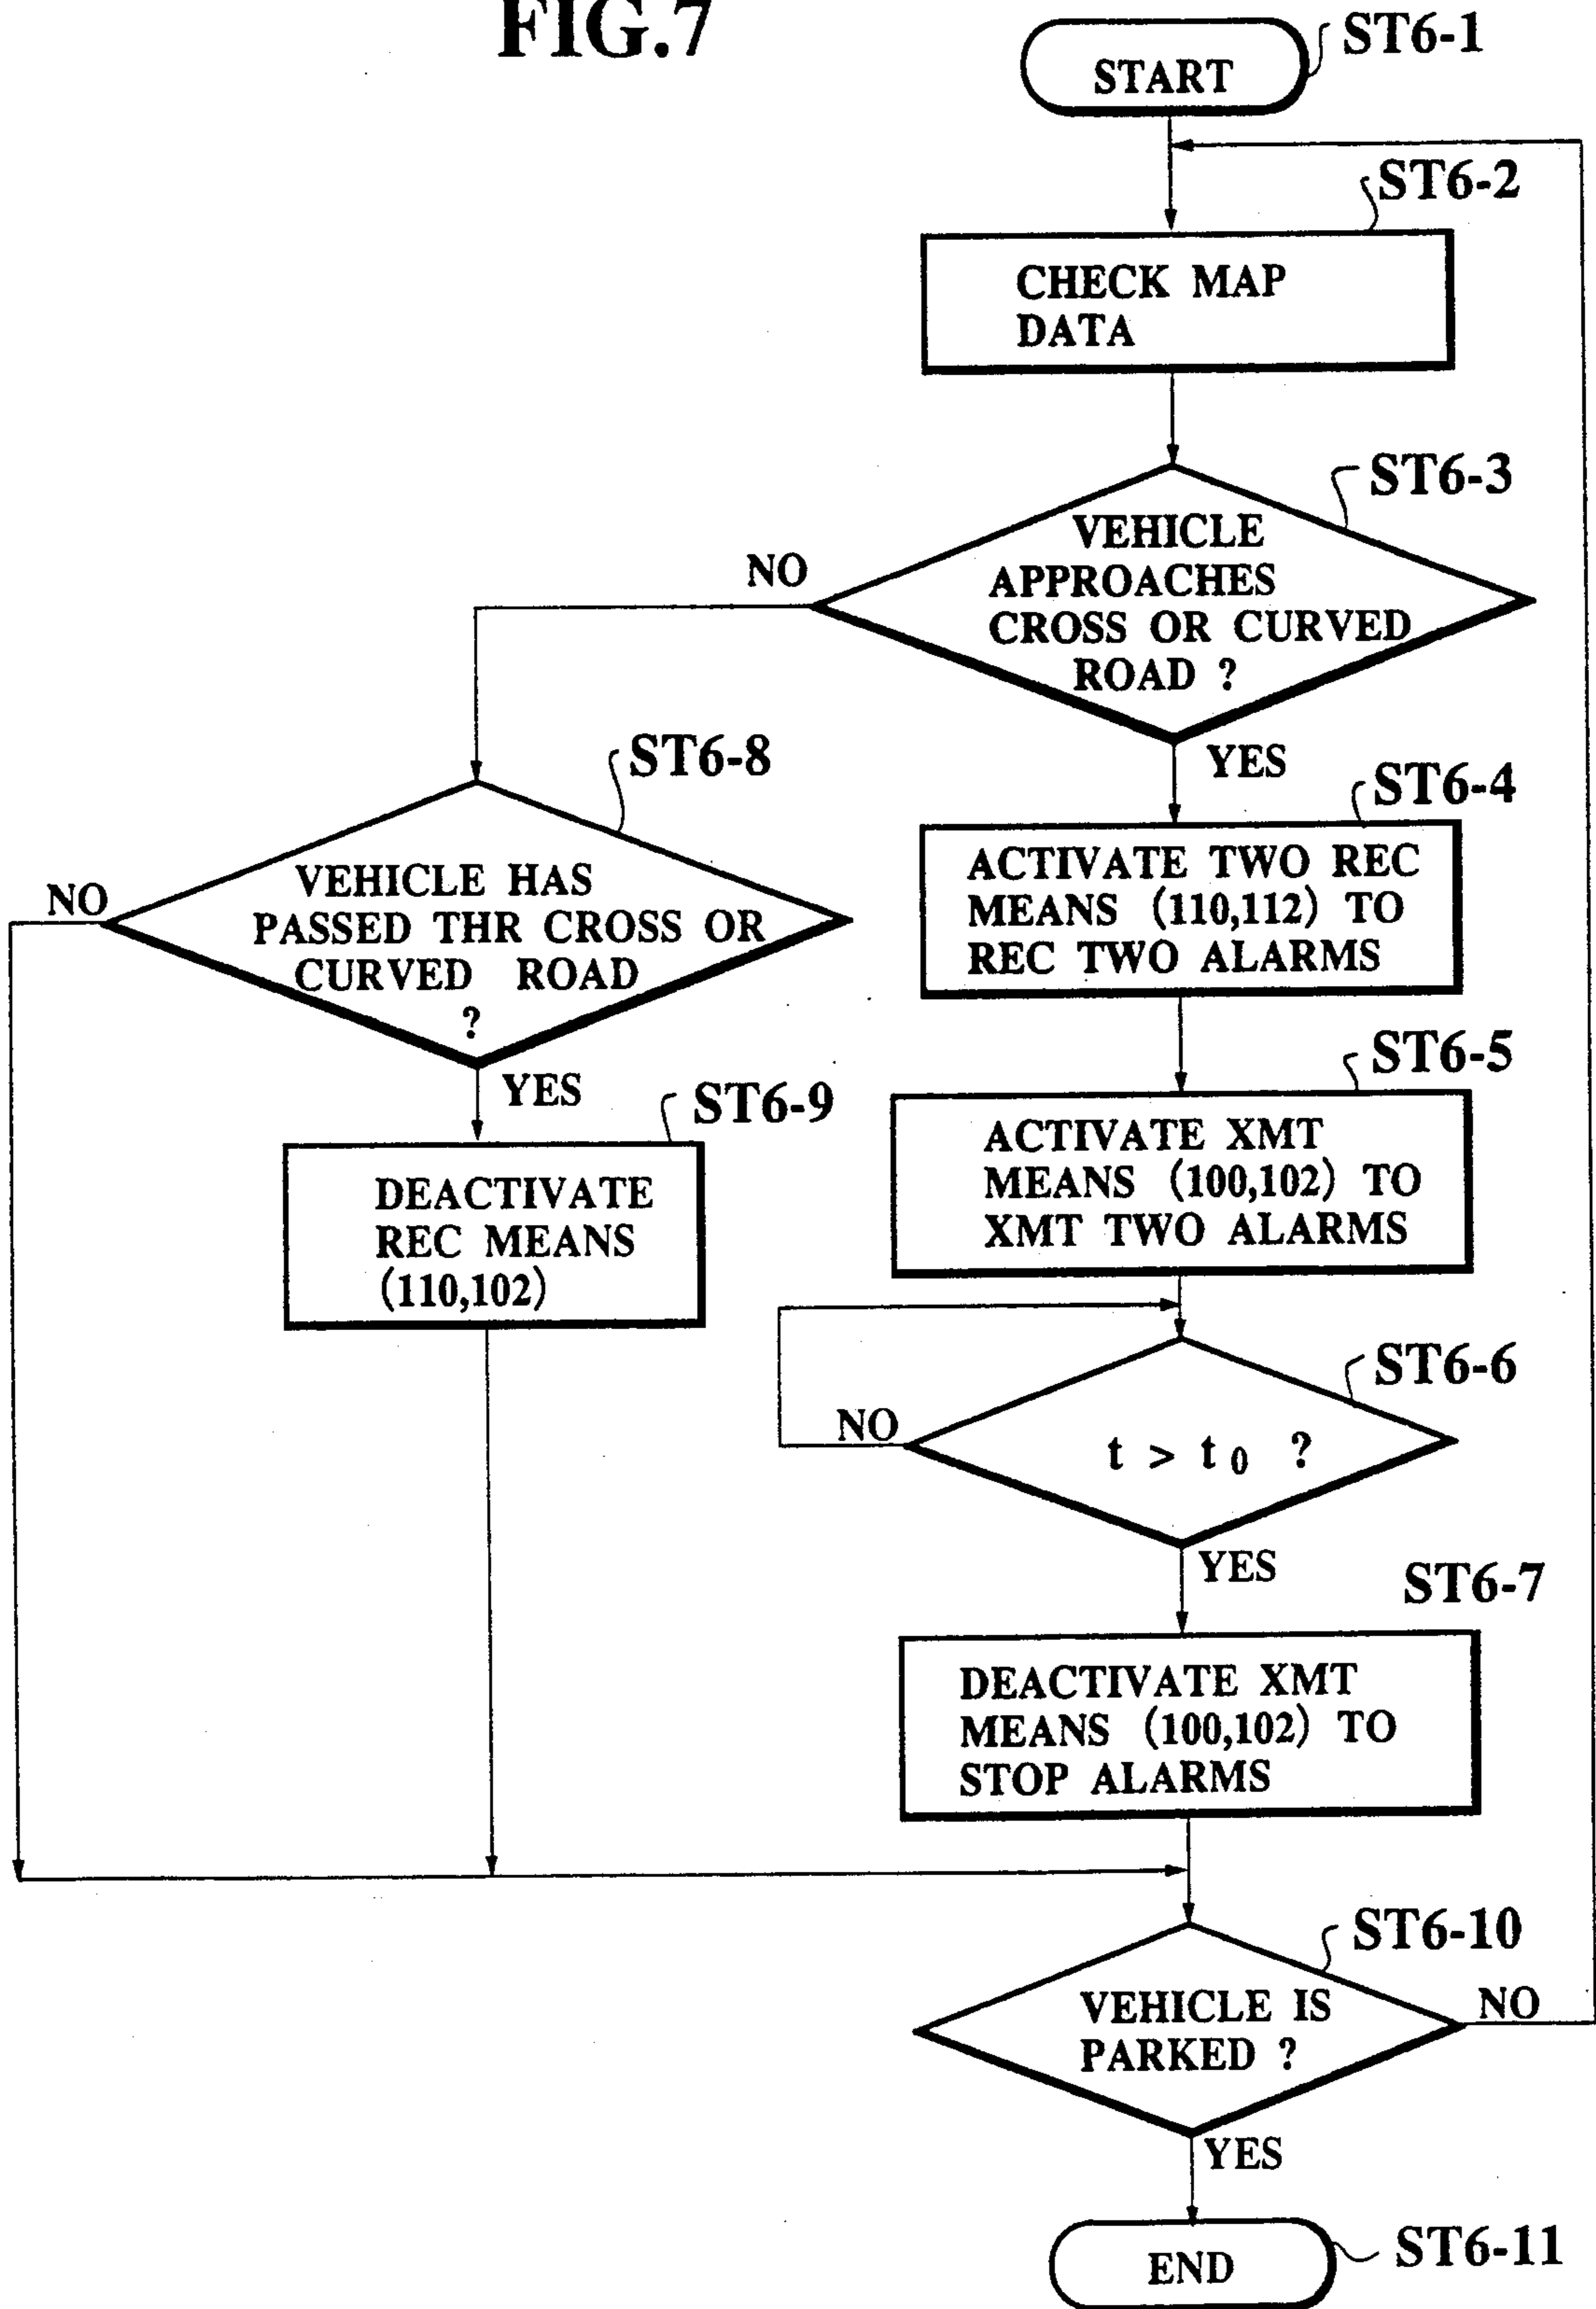 FIG.7
START
ST6-1
ST6-2
CHECK MAP
DATA
ST6-3
VEHICLE
APPROACHES
CROSS OR CURVED
ROAD ?
NO
YES
ST6-8
VEHICLE HAS
PASSED THR CROSS OR
CURVED ROAD
?
NO
YES
ST6-4
ACTIVATE TWO REC
MEANS (110,112) TO
REC TWO ALARMS
ST6-5
ACTIVATE XMT
MEANS (100,102) TO
XMT TWO ALARMS
ST6-9
DEACTIVATE
REC MEANS
(110,102)
ST6-6
t > t0 ?
NO
YES
ST6-7
DEACTIVATE XMT
MEANS (100,102) TO
STOP ALARMS
ST6-10
VEHICLE IS
PARKED ?
NO
YES
END
ST6-11